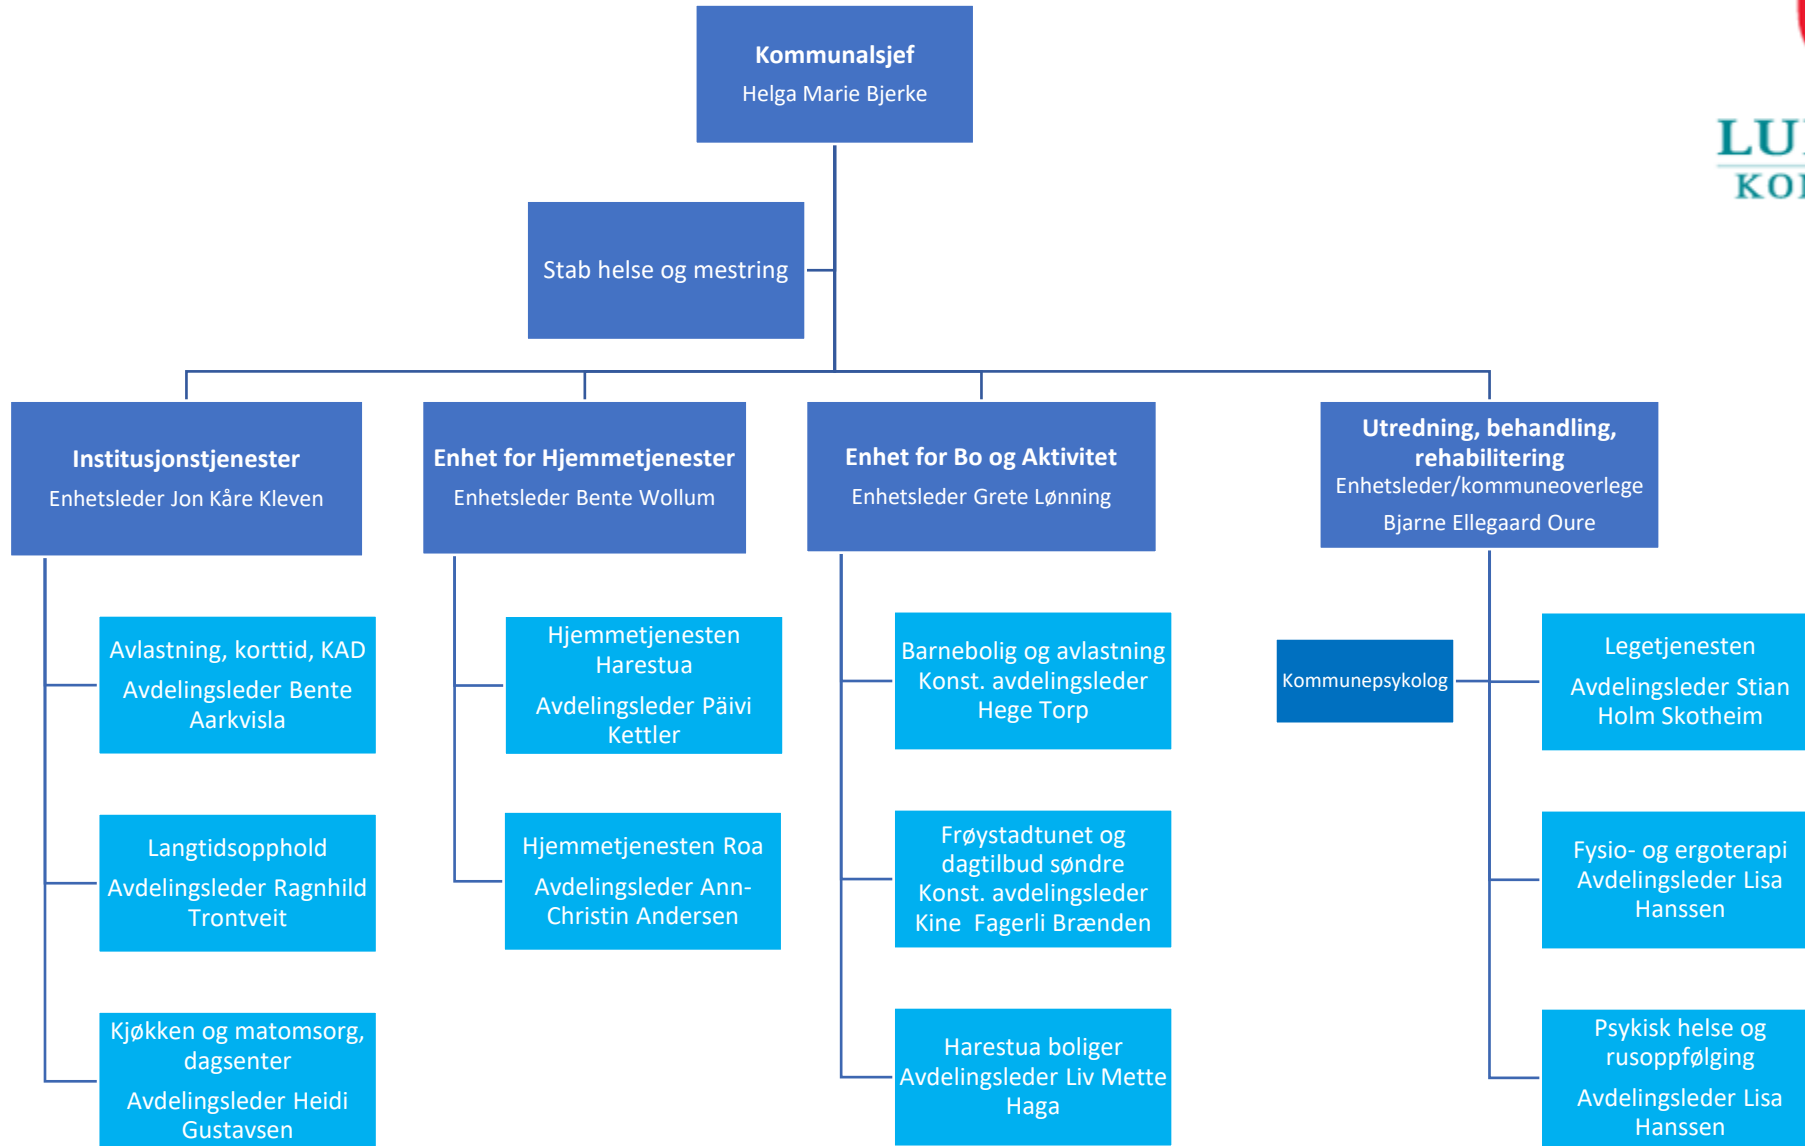 Kommunalsjef
Helga Marie Bjerke
Stab helse og mestring
Institusjonstjenester
Enhetsleder Jon Kåre Kleven
Avlastning, korttid, KAD
Avdelingsleder Bente
Aarkvisla
Langtidsopphold
Avdelingsleder Ragnhild
Trontveit
Kjøkken og matomsorg,
dagsenter
Avdelingsleder Heidi
Gustavsen
Enhet for Hjemmetjenester
Enhetsleder Bente Wollum
Hjemmetjenesten
Harestua
Avdelingsleder Päivi
Kettler
Hjemmetjenesten Roa
Avdelingsleder Ann-
Christin Andersen
Enhet for Bo og Aktivitet
Enhetsleder Grete Lønning
Barnebolig og avlastning
Konst. avdelingsleder
Hege Torp
Frøystadtunet og
dagtilbud søndre
Konst. avdelingsleder
Kine Fagerli Brænden
Harestua boliger
Avdelingsleder Liv Mette
Haga
Utredning, behandling,
rehabilitering
Enhetsleder/kommuneoverlege
Bjarne Ellegaard Oure
Kommunepsykolog
Legetjenesten
Avdelingsleder Stian
Holm Skotheim
Fysio- og ergoterapi
Avdelingsleder Lisa
Hanssen
Psykisk helse og
rusoppfølging
Avdelingsleder Lisa
Hanssen